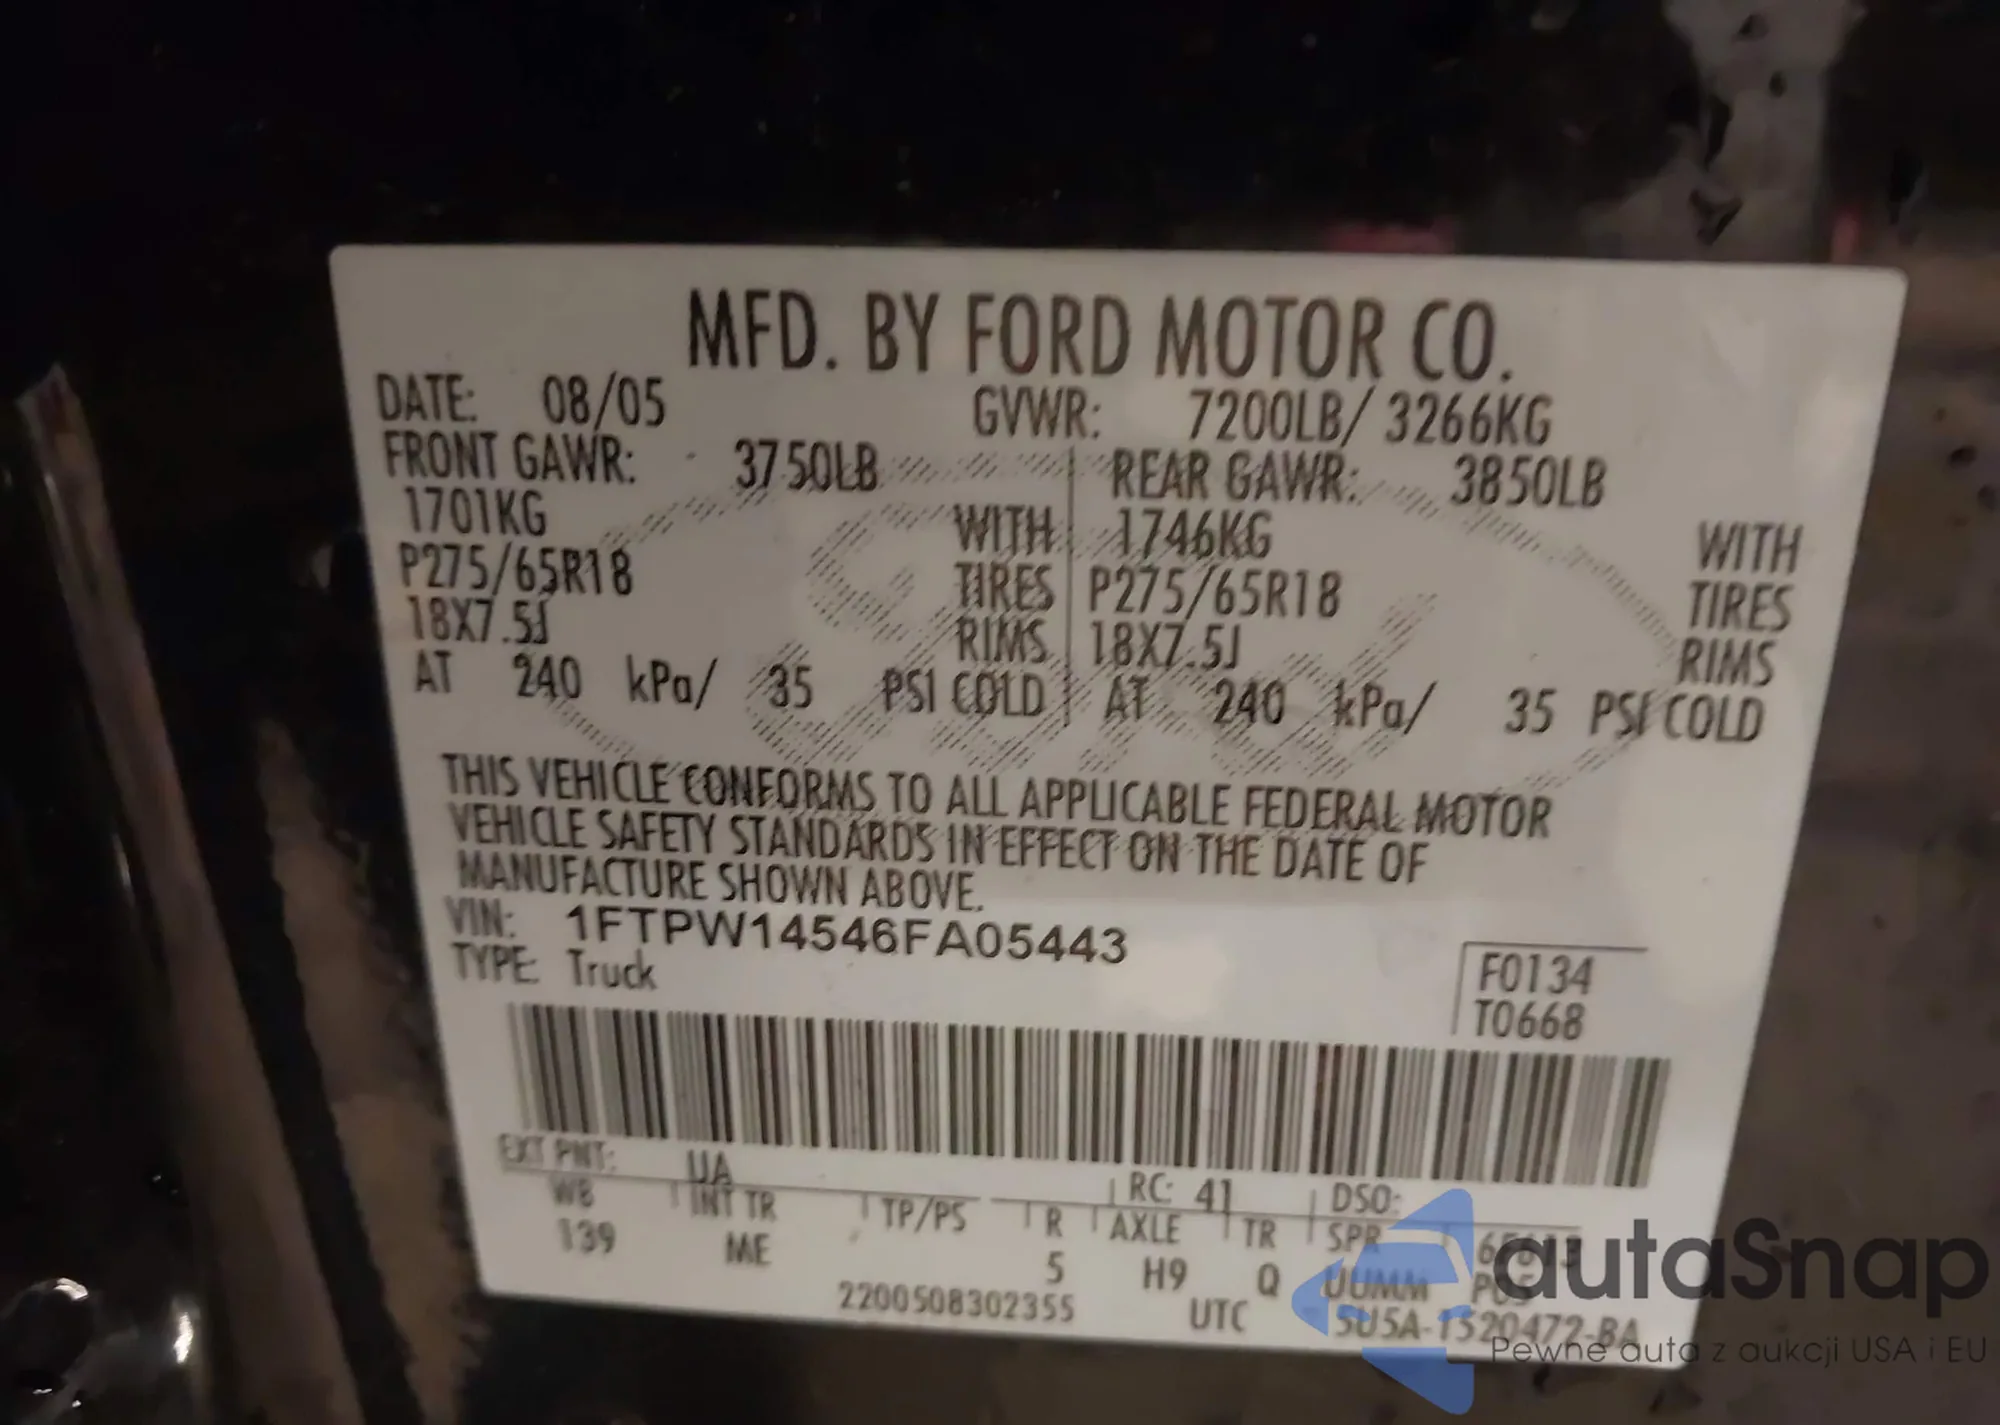 MFD. BY FORD MOTOR CO.
DATE: 08/05 GVWR: 7200LB/ 3266KG
FRONT GAWR: 3750LB REAR GAWR: 3850LB
1701KG WITH 1746KG WITH
P275/65R18 TIRES P275/65R18 TIRES
18X7.5J RIMS 18X7.5J RIMS
AT 240 kPa/ 35 PSI COLD AT 240 kPa/ 35 PSI COLD
THIS VEHICLE CONFORMS TO ALL APPLICABLE FEDERAL MOTOR
VEHICLE SAFETY STANDARDS IN EFFECT ON THE DATE OF
MANUFACTURE SHOWN ABOVE.
VIN: 1FTPW14546FA05443
TYPE: Truck
F0134
T0668
EXT PNT: UA RC: 41 DSO:
WB INT TR TP/PS R AXLE TR SPR
139 ME 5 H9 Q UUMM
2200508302355 UTC 5U5A-1520472-BA
autaSnap
Pewne auta z aukcji USA i EU